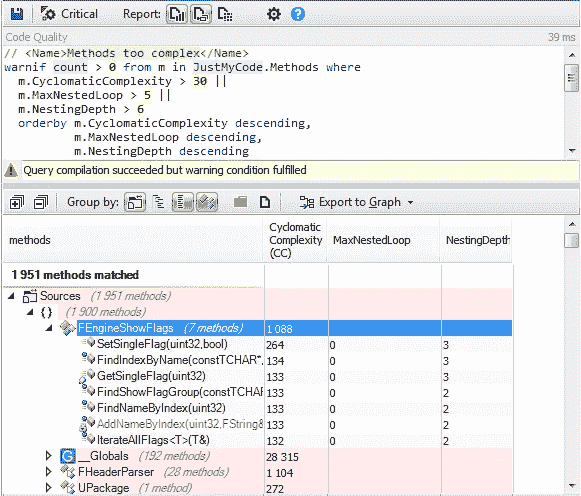 Critical Report:
Code Quality 39 ms
// <Name>Methods too complex</Name>
warnif count > 0 from m in JustMyCode.Methods where
m.CyclomaticComplexity > 30 ||
m.MaxNestedLoop > 5 ||
m.NestingDepth > 6
orderby m.CyclomaticComplexity descending,
m.MaxNestedLoop descending,
m.NestingDepth descending
Query compilation succeeded but warning condition fulfilled
Group by: Export to Graph
methods Cyclomatic Complexity (CC) MaxNestedLoop NestingDepth
1 951 methods matched
Sources (1 951 methods)
{} (1 900 methods)
FEngineShowFlags (7 methods) 1 088
SetSingleFlag(uint32,bool) 264 0 3
FindIndexByName(constTCHAR*, 134 0 3
GetSingleFlag(uint32) 133 0 3
FindShowFlagGroup(constTCHAR 133 0 2
FindNameByIndex(uint32) 133 0 2
AddNameByIndex(uint32,FString& 133 0 2
IterateAllFlags<T>(T&) 132 0 2
__Globals (192 methods) 28 315
FHeaderParser (28 methods) 1 104
UPackage (1 method) 272